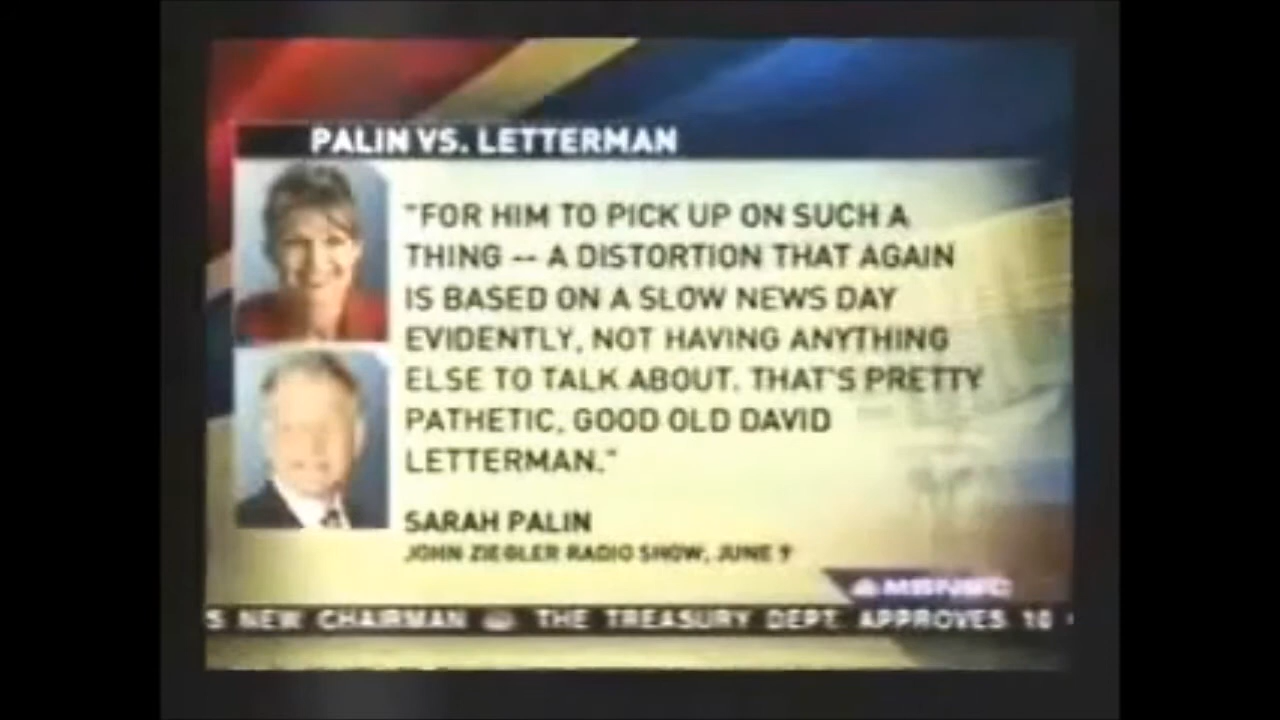 PALIN VS. LETTERMAN
"FOR HIM TO PICK UP ON SUCH A
THING -- A DISTORTION THAT AGAIN
IS BASED ON A SLOW NEWS DAY
EVIDENTLY, NOT HAVING ANYTHING
ELSE TO TALK ABOUT. THAT'S PRETTY
PATHETIC, GOOD OLD DAVID
LETTERMAN."
SARAH PALIN
JOHN ZIEGLER RADIO SHOW, JUNE 9
MSNBC
S NEW CHAIRMAN THE TREASURY DEPT. APPROVES 10